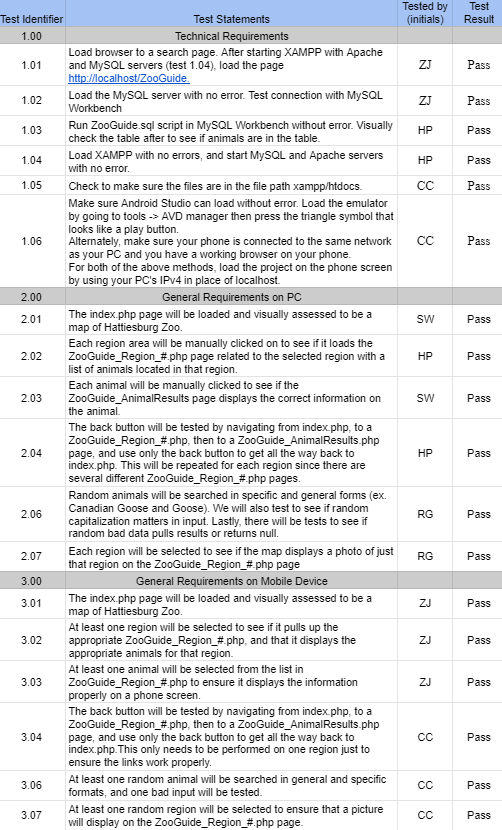 Test Identifier Test Statements Tested by (initials) Test Result
1.00 Technical Requirements
1.01 Load browser to a search page. After starting XAMPP with Apache
and MySQL servers (test 1.04), load the page
http://localhost/ZooGuide. ZJ Pass
1.02 Load the MySQL server with no error. Test connection with MySQL
Workbench ZJ Pass
1.03 Run ZooGuide.sql script in MySQL Workbench without error. Visually
check the table after to see if animals are in the table. HP Pass
1.04 Load XAMPP with no errors, and start MySQL and Apache servers
with no error. HP Pass
1.05 Check to make sure the files are in the file path xampp/htdocs. CC Pass
1.06 Make sure Android Studio can load without error. Load the emulator
by going to tools -> AVD manager then press the triangle symbol that
looks like a play button.
Alternately, make sure your phone is connected to the same network
as your PC and you have a working browser on your phone.
For both of the above methods, load the project on the phone screen
by using your PC's IPv4 in place of localhost. CC Pass
2.00 General Requirements on PC
2.01 The index.php page will be loaded and visually assessed to be a
map of Hattiesburg Zoo. SW Pass
2.02 Each region area will be manually clicked on to see if it loads the
ZooGuide_Region_#.php page related to the selected region with a
list of animals located in that region. HP Pass
2.03 Each animal will be manually clicked to see if the
ZooGuide_AnimalResults page displays the correct information on
the animal. SW Pass
2.04 The back button will be tested by navigating from index.php, to a
ZooGuide_Region_#.php, then to a ZooGuide_AnimalResults.php
page, and use only the back button to get all the way back to
index.php. This will be repeated for each region since there are
several different ZooGuide_Region_#.php pages. HP Pass
2.06 Random animals will be searched in specific and general forms (ex.
Canadian Goose and Goose). We will also test to see if random
capitalization matters in input. Lastly, there will be tests to see if
random bad data pulls results or returns null. RG Pass
2.07 Each region will be selected to see if the map displays a photo of just
that region on the ZooGuide_Region_#.php page RG Pass
3.00 General Requirements on Mobile Device
3.01 The index.php page will be loaded and visually assessed to be a
map of Hattiesburg Zoo. ZJ Pass
3.02 At least one region will be selected to see if it pulls up the
appropriate ZooGuide_Region_#.php, and that it displays the
appropriate animals for that region. ZJ Pass
3.03 At least one animal will be selected from the list in
ZooGuide_Region_#.php to ensure it displays the information
properly on a phone screen. ZJ Pass
3.04 The back button will be tested by navigating from index.php, to a
ZooGuide_Region_#.php, then to a ZooGuide_AnimalResults.php
page, and use only the back button to get all the way back to
index.php.This only needs to be performed on one region just to
ensure the links work properly. CC Pass
3.06 At least one random animal will be searched in general and specific
formats, and one bad input will be tested. CC Pass
3.07 At least one random region will be selected to ensure that a picture
will display on the ZooGuide_Region_#.php page. CC Pass